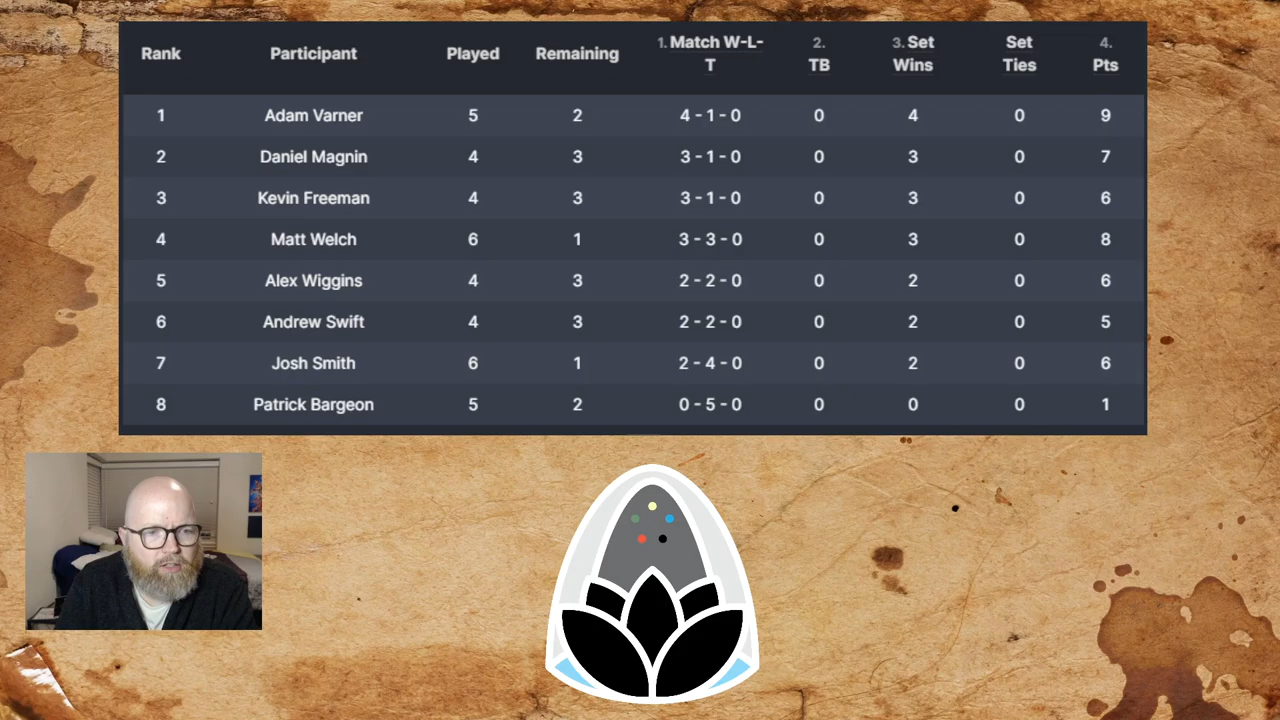 Rank Participant Played Remaining 1. Match W-L-T 2. TB 3. Set Wins Set Ties 4. Pts
1 Adam Varner 5 2 4 - 1 - 0 0 4 0 9
2 Daniel Magnin 4 3 3 - 1 - 0 0 3 0 7
3 Kevin Freeman 4 3 3 - 1 - 0 0 3 0 6
4 Matt Welch 6 1 3 - 3 - 0 0 3 0 8
5 Alex Wiggins 4 3 2 - 2 - 0 0 2 0 6
6 Andrew Swift 4 3 2 - 2 - 0 0 2 0 5
7 Josh Smith 6 1 2 - 4 - 0 0 2 0 6
8 Patrick Bargeon 5 2 0 - 5 - 0 0 0 0 1